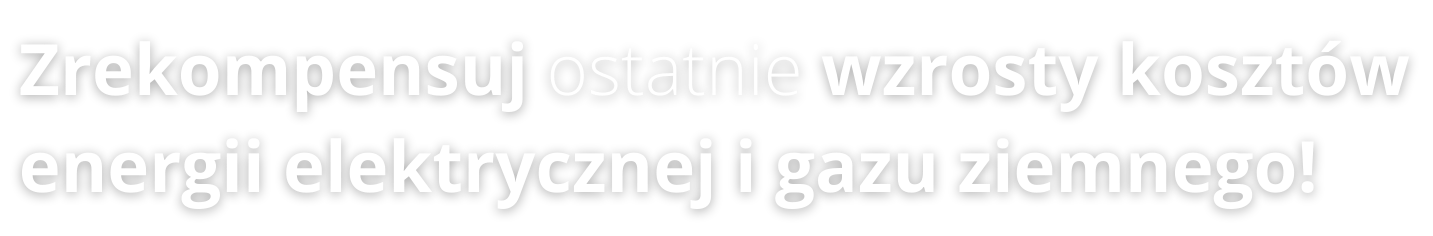 Zrekompensuj ostatnie wzrosty kosztów
energii elektrycznej i gazu ziemnego!